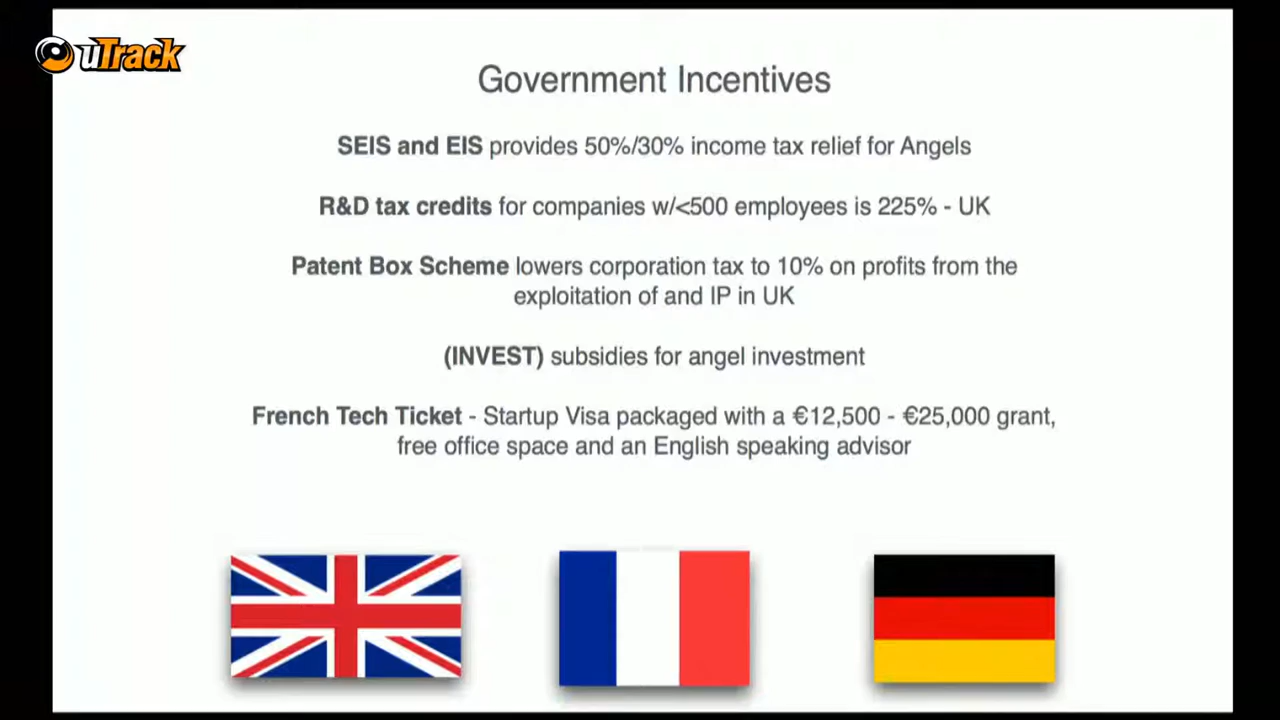 uTrack
Government Incentives
SEIS and EIS provides 50%/30% income tax relief for Angels
R&D tax credits for companies w/<500 employees is 225% - UK
Patent Box Scheme lowers corporation tax to 10% on profits from the
exploitation of and IP in UK
(INVEST) subsidies for angel investment
French Tech Ticket - Startup Visa packaged with a €12,500 - €25,000 grant,
free office space and an English speaking advisor